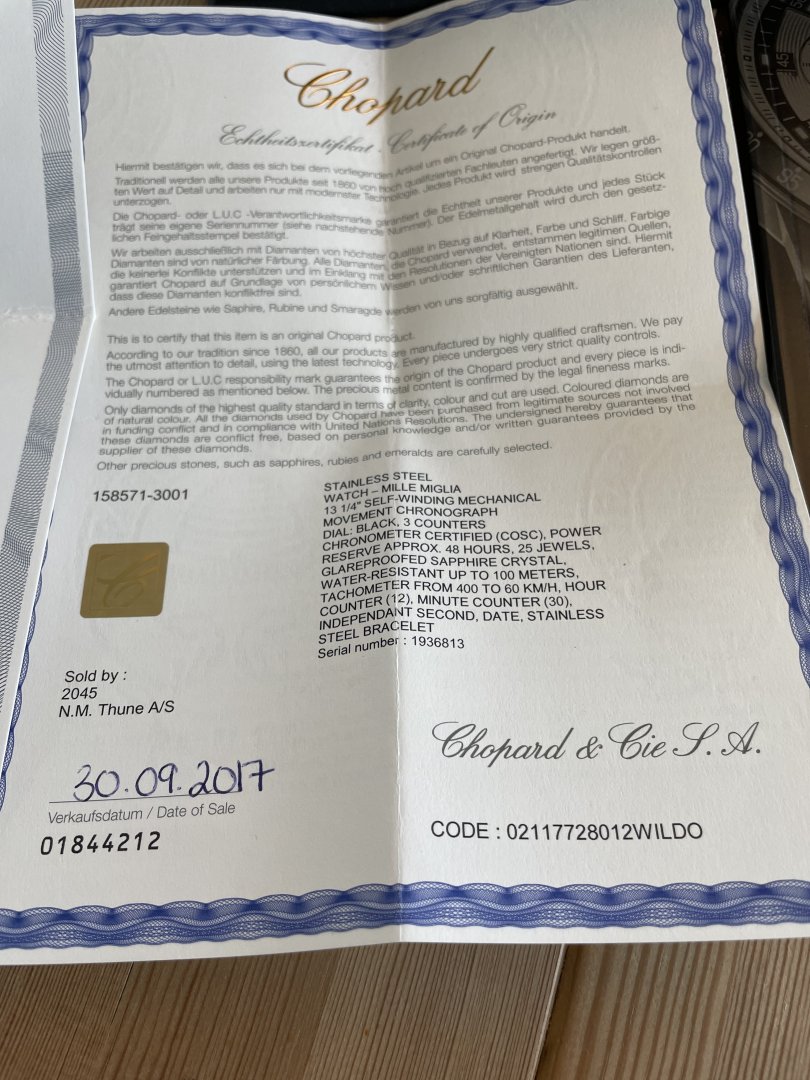 Chopard
Echtheitszertifikat - Certificate of Origin
Hiermit bestätigen wir, dass es sich bei dem vorliegenden Artikel um ein Original Chopard-Produkt handelt.
Traditionell werden alle unsere Produkte seit 1860 von hoch qualifizierten Fachleuten angefertigt. Wir legen größ-
ten Wert auf Detail und arbeiten nur mit modernster Technologie. Jedes Produkt wird strengen Qualitätskontrollen
unterzogen.
Die Chopard- oder L.U.C -Verantwortlichkeitsmarke garantiert die Echtheit unserer Produkte und jedes Stück
trägt seine eigene Seriennummer (siehe nachstehende Nummer). Der Edelmetallgehalt wird durch den gesetz-
lichen Feingehaltsstempel bestätigt.
Wir arbeiten ausschließlich mit Diamanten von höchster Qualität in Bezug auf Klarheit, Farbe und Schliff. Farbige
Diamanten sind von natürlicher Färbung. Alle Diamanten, die Chopard verwendet, entstammen legitimen Quellen,
die keinerlei Konflikte unterstützen und im Einklang mit den Resolutionen der Vereinigten Nationen sind. Hiermit
garantiert Chopard auf Grundlage von persönlichem Wissen und/oder schriftlichen Garantien des Lieferanten,
dass diese Diamanten konfliktfrei sind.
Andere Edelsteine wie Saphire, Rubine und Smaragde werden von uns sorgfältig ausgewählt.
This is to certify that this item is an original Chopard product.
According to our tradition since 1860, all our products are manufactured by highly qualified craftsmen. We pay
the utmost attention to detail, using the latest technology. Every piece undergoes very strict quality controls.
The Chopard or L.U.C responsibility mark guarantees the origin of the Chopard product and every piece is indi-
vidually numbered as mentioned below. The precious metal content is confirmed by the legal fineness marks.
Only diamonds of the highest quality standard in terms of clarity, colour and cut are used. Coloured diamonds are
of natural colour. All the diamonds used by Chopard have been purchased from legitimate sources not involved
in funding conflict and in compliance with United Nations Resolutions. The undersigned hereby guarantees that
these diamonds are conflict free, based on personal knowledge and/or written guarantees provided by the
supplier of these diamonds.
Other precious stones, such as sapphires, rubies and emeralds are carefully selected.
158571-3001
STAINLESS STEEL
WATCH – MILLE MIGLIA
13 1/4" SELF-WINDING MECHANICAL
MOVEMENT CHRONOGRAPH
DIAL: BLACK, 3 COUNTERS
CHRONOMETER CERTIFIED (COSC), POWER
RESERVE APPROX. 48 HOURS, 25 JEWELS,
GLAREPROOFED SAPPHIRE CRYSTAL,
WATER-RESISTANT UP TO 100 METERS,
TACHOMETER FROM 400 TO 60 KM/H, HOUR
COUNTER (12), MINUTE COUNTER (30),
INDEPENDANT SECOND, DATE, STAINLESS
STEEL BRACELET
Serial number : 1936813
Sold by :
2045
N.M. Thune A/S
Chopard & Cie S. A.
30.09.2017
Verkaufsdatum / Date of Sale
01844212
CODE : 02117728012WILDO
45